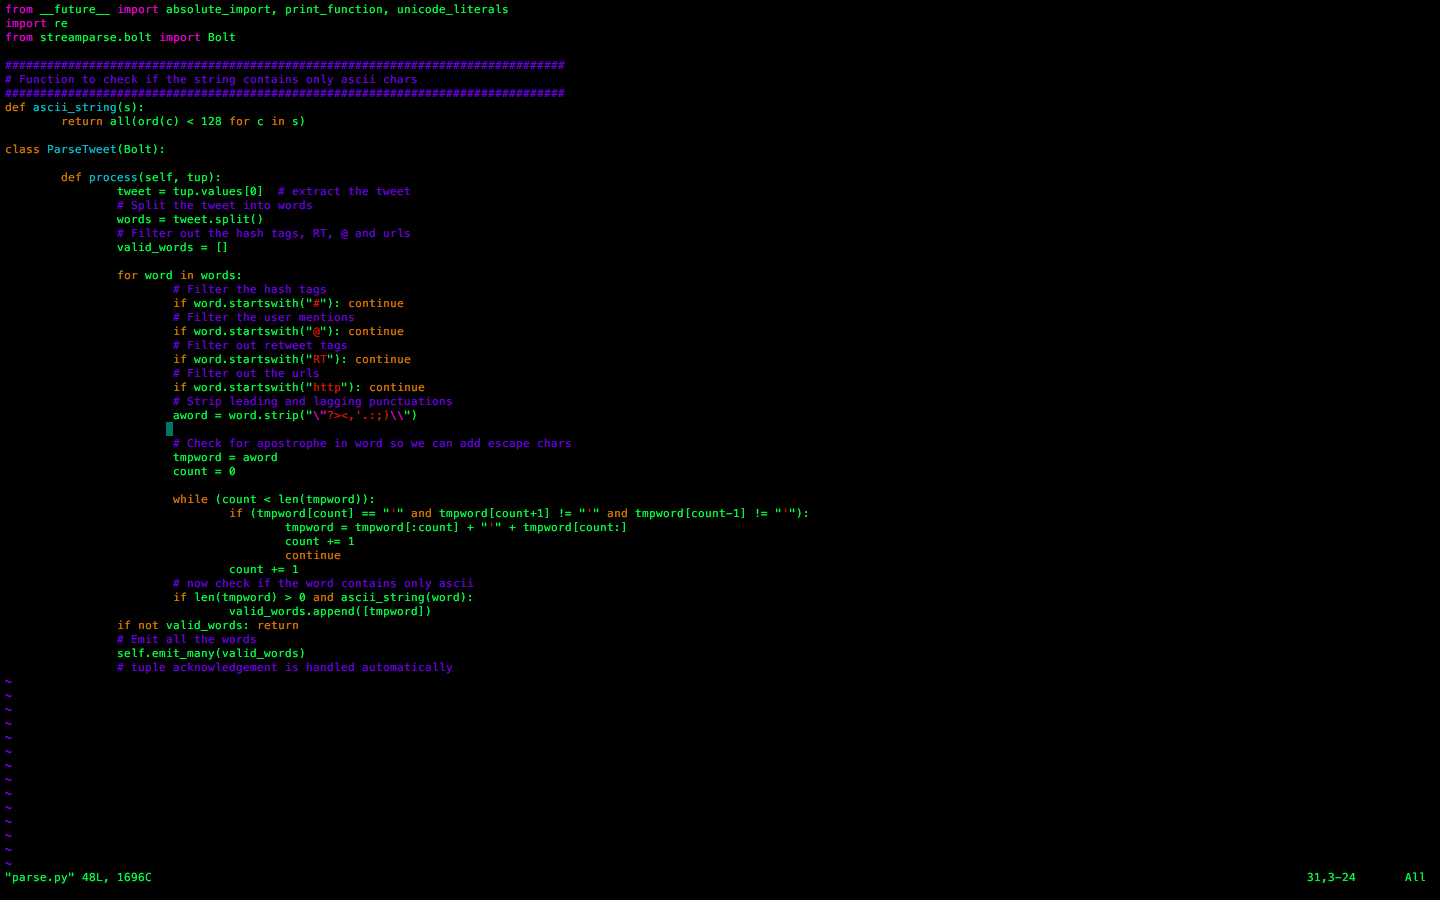 from __future__ import absolute_import, print_function, unicode_literals
import re
from streamparse.bolt import Bolt

################################################################################
# Function to check if the string contains only ascii chars
################################################################################
def ascii_string(s):
        return all(ord(c) < 128 for c in s)

class ParseTweet(Bolt):

        def process(self, tup):
                tweet = tup.values[0]  # extract the tweet
                # Split the tweet into words
                words = tweet.split()
                # Filter out the hash tags, RT, @ and urls
                valid_words = []

                for word in words:
                        # Filter the hash tags
                        if word.startswith("#"): continue
                        # Filter the user mentions
                        if word.startswith("@"): continue
                        # Filter out retweet tags
                        if word.startswith("RT"): continue
                        # Filter out the urls
                        if word.startswith("http"): continue
                        # Strip leading and lagging punctuations
                        aword = word.strip("\"?><,'.:;)\\")

                        # Check for apostrophe in word so we can add escape chars
                        tmpword = aword
                        count = 0

                        while (count < len(tmpword)):
                                if (tmpword[count] == "'" and tmpword[count+1] != "'" and tmpword[count-1] != "'"):
                                        tmpword = tmpword[:count] + "'" + tmpword[count:]
                                        count += 1
                                        continue
                                count += 1
                        # now check if the word contains only ascii
                        if len(tmpword) > 0 and ascii_string(word):
                                valid_words.append([tmpword])
                if not valid_words: return
                # Emit all the words
                self.emit_many(valid_words)
                # tuple acknowledgement is handled automatically
~
~
~
~
~
~
~
~
~
~
~
~
~
~
"parse.py" 48L, 1696C 31,3-24 All